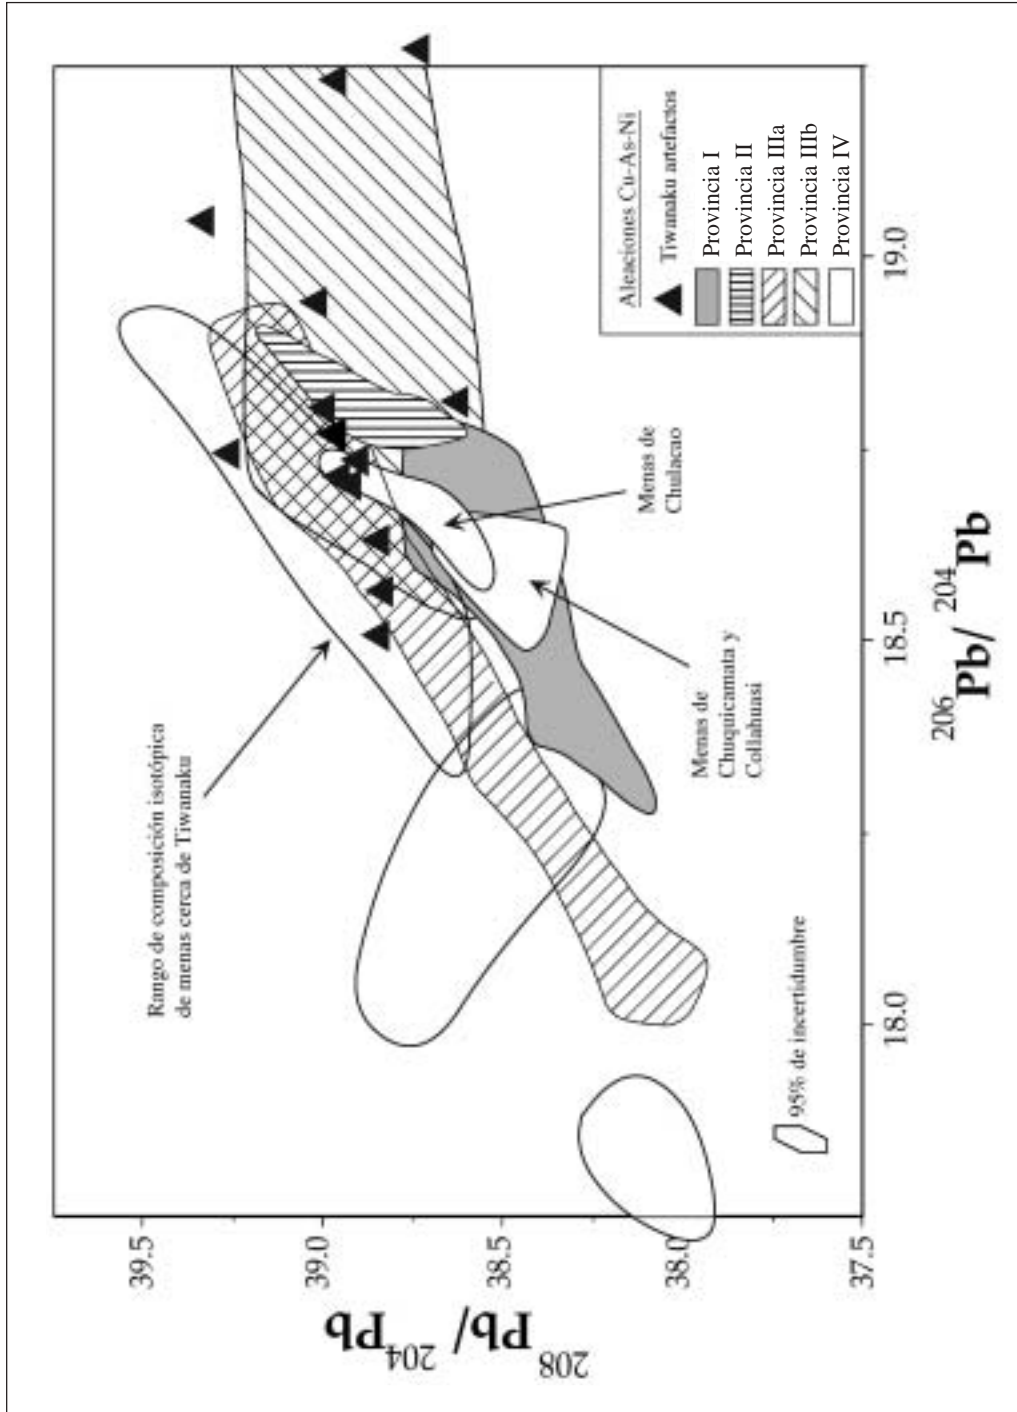 Rango de composición isotópica
de menas cerca de Tiwanaku
Aleaciones Cu-As-Ni
Tiwanaku artefactos
Provincia I
Provincia II
Provincia IIIa
Provincia IIIb
Provincia IV
Menas de
Chulacao
Menas de
Chuquicamata y
Collahuasi
95% de incertidumbre
39.5
39.0
38.5
38.0
37.5
208Pb/ 204Pb
18.0
18.5
19.0
206Pb/ 204Pb